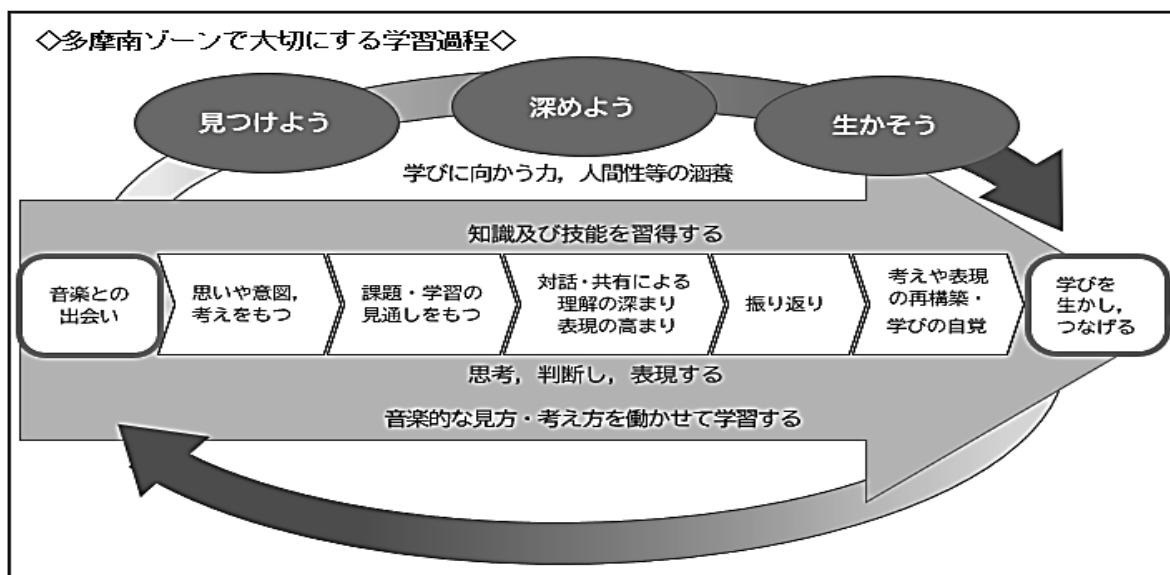 ◇多摩南ゾーンで大切にする学習過程◇
見つけよう
深めよう
生かそう
学びに向かう力，人間性等の涵養
知識及び技能を習得する
音楽との
出会い
思いや意図，
考えをもつ
課題・学習の
見通しをもつ
対話・共有による
理解の深まり
表現の高まり
振り返り
考えや表現
の再構築・
学びの自覚
学びを
生かし，
つなげる
思考，判断し，表現する
音楽的な見方・考え方を働かせて学習する